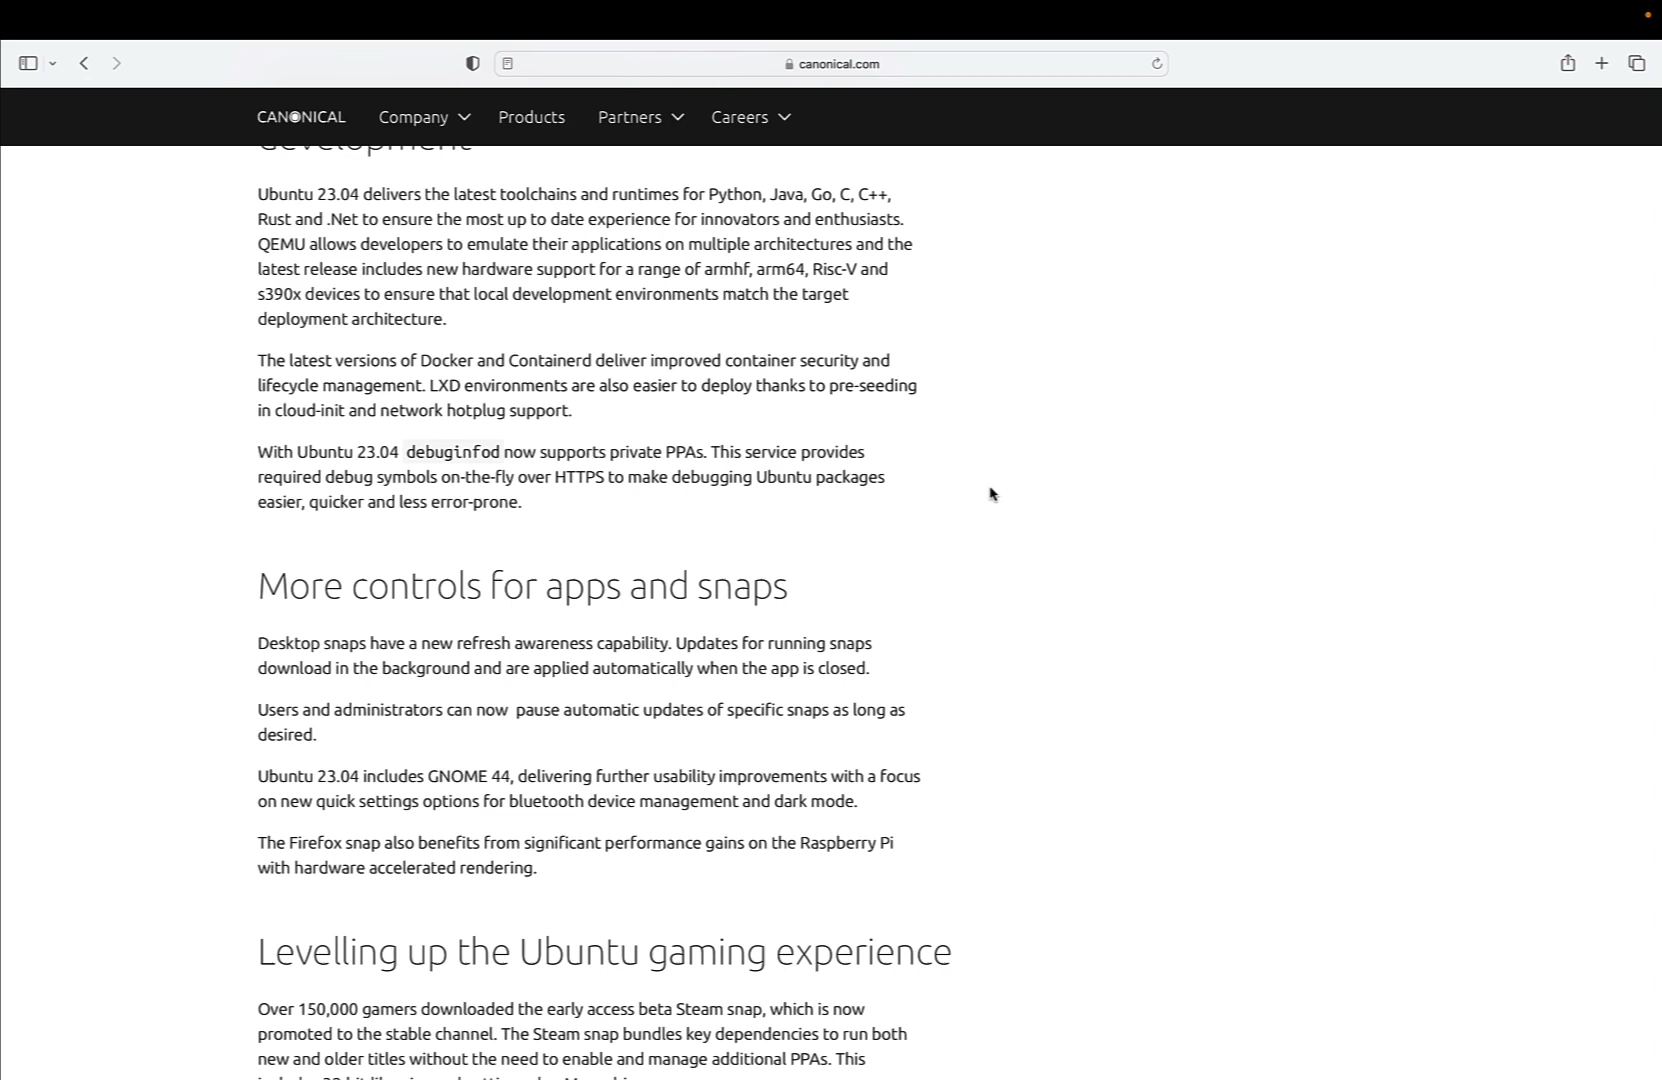 canonical.com
CANONICAL Company Products Partners Careers
development
Ubuntu 23.04 delivers the latest toolchains and runtimes for Python, Java, Go, C, C++,
Rust and .Net to ensure the most up to date experience for innovators and enthusiasts.
QEMU allows developers to emulate their applications on multiple architectures and the
latest release includes new hardware support for a range of armhf, arm64, Risc-V and
s390x devices to ensure that local development environments match the target
deployment architecture.
The latest versions of Docker and Containerd deliver improved container security and
lifecycle management. LXD environments are also easier to deploy thanks to pre-seeding
in cloud-init and network hotplug support.
With Ubuntu 23.04 debuginfod now supports private PPAs. This service provides
required debug symbols on-the-fly over HTTPS to make debugging Ubuntu packages
easier, quicker and less error-prone.
More controls for apps and snaps
Desktop snaps have a new refresh awareness capability. Updates for running snaps
download in the background and are applied automatically when the app is closed.
Users and administrators can now pause automatic updates of specific snaps as long as
desired.
Ubuntu 23.04 includes GNOME 44, delivering further usability improvements with a focus
on new quick settings options for bluetooth device management and dark mode.
The Firefox snap also benefits from significant performance gains on the Raspberry Pi
with hardware accelerated rendering.
Levelling up the Ubuntu gaming experience
Over 150,000 gamers downloaded the early access beta Steam snap, which is now
promoted to the stable channel. The Steam snap bundles key dependencies to run both
new and older titles without the need to enable and manage additional PPAs. This